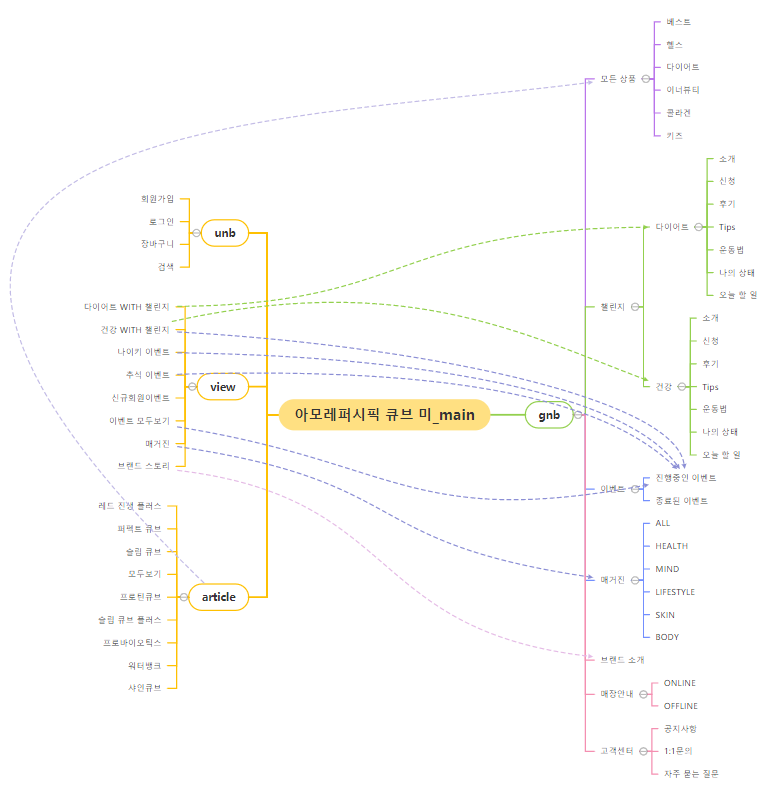 아모레퍼시픽 큐브 미_main
unb
회원가입
로그인
장바구니
검색
view
다이어트 WITH 챌린지
건강 WITH 챌린지
나이키 이벤트
추석 이벤트
신규회원이벤트
이벤트 모두보기
매거진
브랜드 스토리
article
레드 진생 플러스
퍼펙트 큐브
슬림 큐브
모두보기
프로틴큐브
슬림 큐브 플러스
프로바이오틱스
워터뱅크
샤인큐브
gnb
모든 상품
베스트
헬스
다이어트
이너뷰티
콜라겐
키즈
챌린지
다이어트
소개
신청
후기
Tips
운동법
나의 상태
오늘 할 일
건강
소개
신청
후기
Tips
운동법
나의 상태
오늘 할 일
이벤트
진행중인 이벤트
종료된 이벤트
매거진
ALL
HEALTH
MIND
LIFESTYLE
SKIN
BODY
브랜드 소개
매장안내
ONLINE
OFFLINE
고객센터
공지사항
1:1문의
자주 묻는 질문